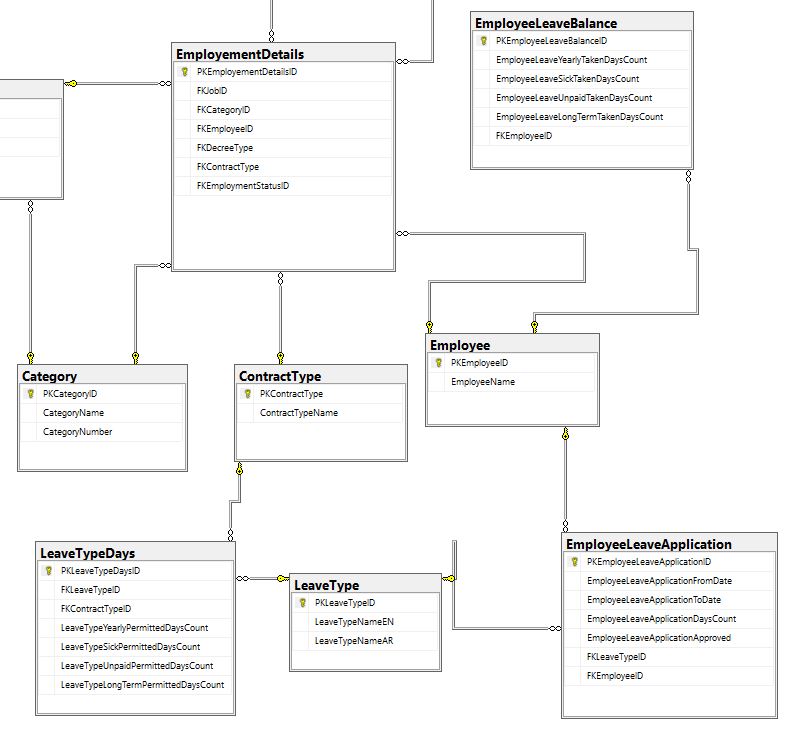 EmployeeLeaveBalance
PKEmployeeLeaveBalanceID
EmployeeLeaveYearlyTakenDaysCount
EmployeeLeaveSickTakenDaysCount
EmployeeLeaveUnpaidTakenDaysCount
EmployeeLeaveLongTermTakenDaysCount
FKEmployeeID
EmployementDetails
PKEmployementDetailsID
FKJobID
FKCategoryID
FKEmployeeID
FKDecreeType
FKContractType
FKEmploymentStatusID
Employee
PKEmployeeID
EmployeeName
Category
PKCategoryID
CategoryName
CategoryNumber
ContractType
PKContractType
ContractTypeName
EmployeeLeaveApplication
PKEmployeeLeaveApplicationID
EmployeeLeaveApplicationFromDate
EmployeeLeaveApplicationToDate
EmployeeLeaveApplicationDaysCount
EmployeeLeaveApplicationApproved
FKLeaveTypeID
FKEmployeeID
LeaveTypeDays
PKLeaveTypeDaysID
FKLeaveTypeID
FKContractTypeID
LeaveTypeYearlyPermittedDaysCount
LeaveTypeSickPermittedDaysCount
LeaveTypeUnpaidPermittedDaysCount
LeaveTypeLongTermPermittedDaysCount
LeaveType
PKLeaveTypeID
LeaveTypeNameEN
LeaveTypeNameAR